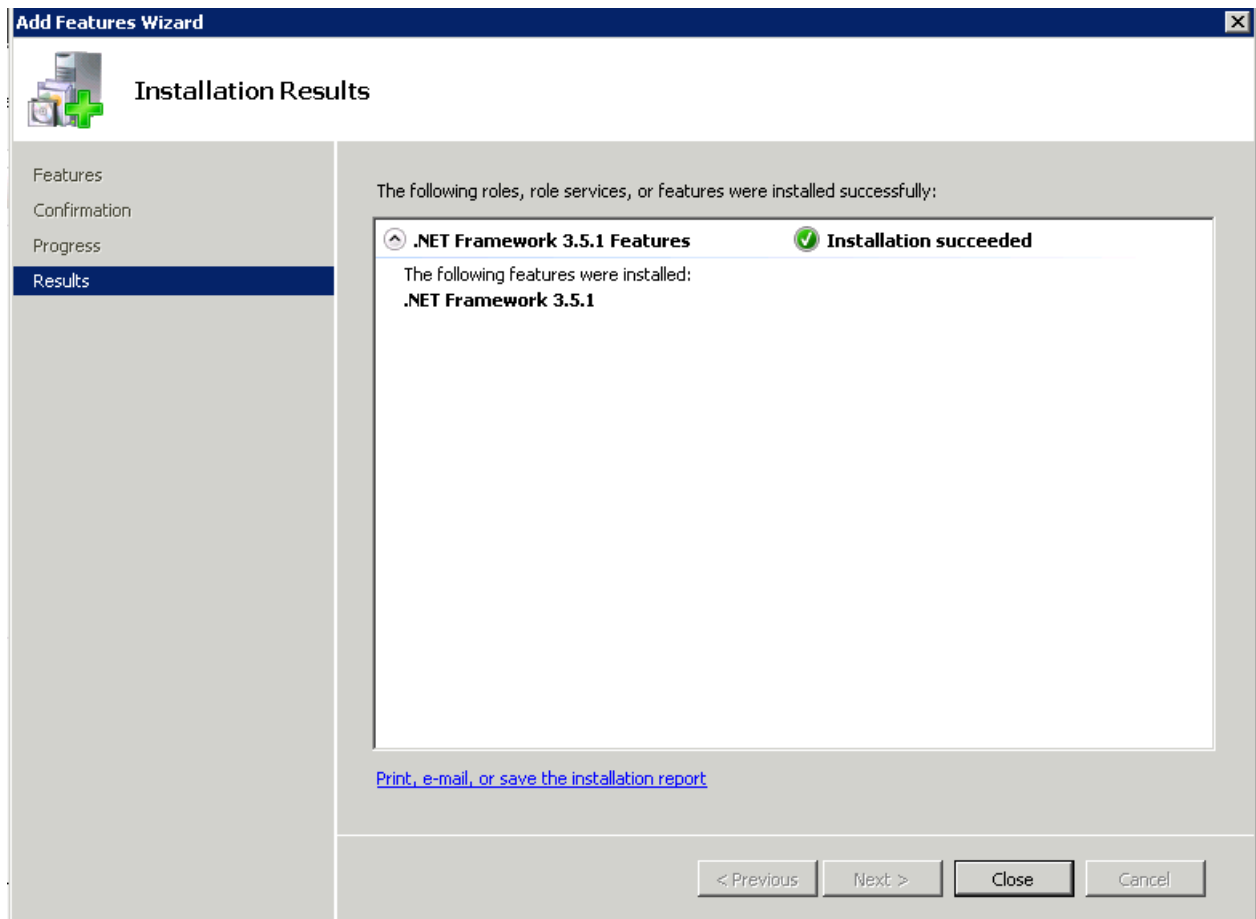 Add Features Wizard
Installation Results
Features
Confirmation
Progress
Results
The following roles, role services, or features were installed successfully:
.NET Framework 3.5.1 Features Installation succeeded
The following features were installed:
.NET Framework 3.5.1
Print, e-mail, or save the installation report
< Previous Next > Close Cancel